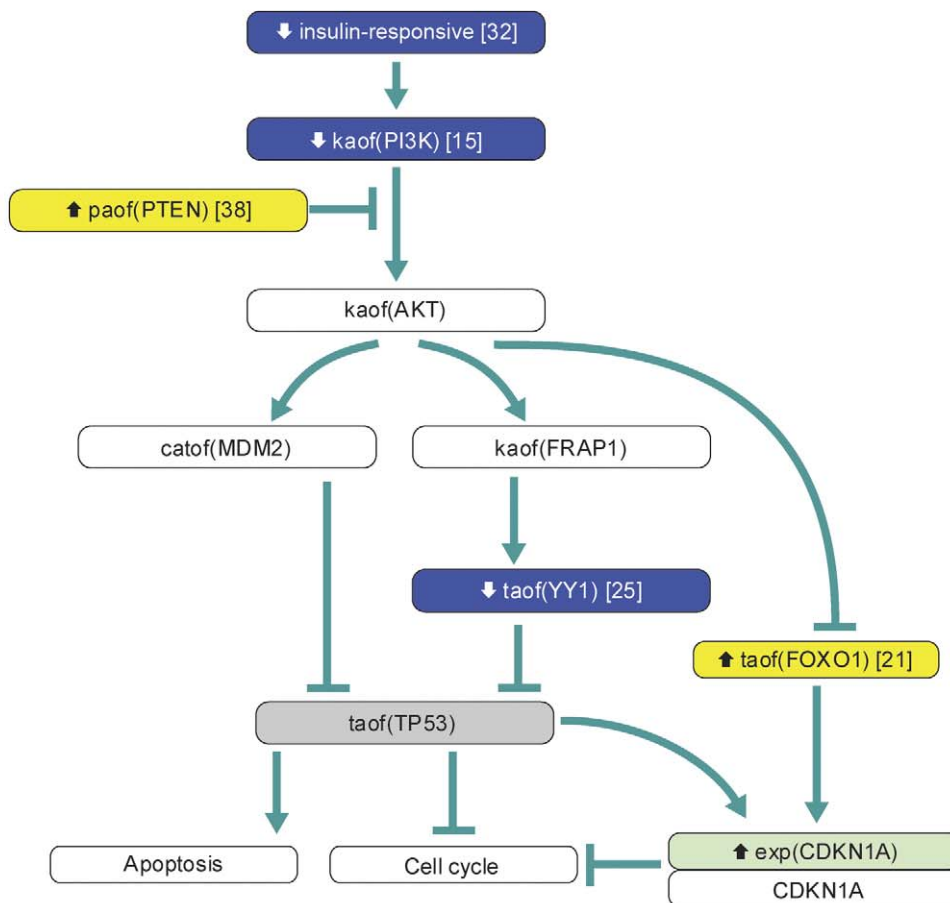 ⬇ insulin-responsive [32]
⬇ kaof(PI3K) [15]
⬆ paof(PTEN) [38]
kaof(AKT)
catof(MDM2)
kaof(FRAP1)
⬇ taof(YY1) [25]
⬆ taof(FOXO1) [21]
taof(TP53)
Apoptosis
Cell cycle
⬆ exp(CDKN1A)
CDKN1A